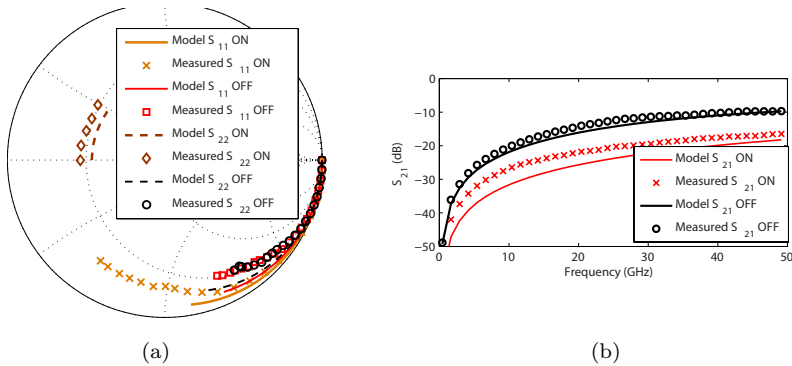 Model S 11 ON
Measured S 11 ON
Model S 11 OFF
Measured S 11 OFF
Model S 22 ON
Measured S 22 ON
Model S 22 OFF
Measured S 22 OFF
(a)
0
−10
−20
−30
−40
−50
S21 (dB)
Model S 21 ON
Measured S 21 ON
Model S 21 OFF
Measured S 21 OFF
0 10 20 30 40 50
Frequency (GHz)
(b)